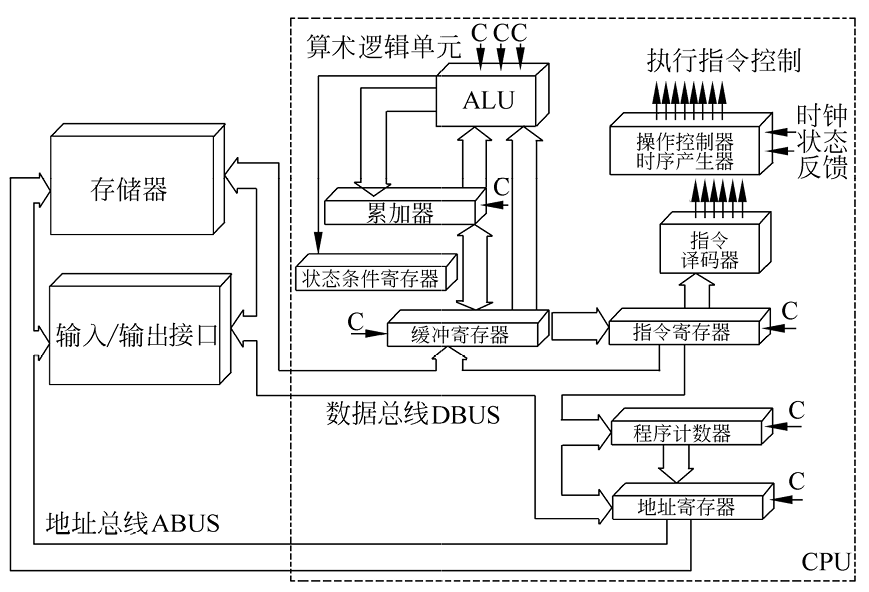 算术逻辑单元
C
C
C
ALU
执行指令控制
操作控制器
时序产生器
时钟
状态
反馈
存储器
累加器
C
指令
译码器
状态条件寄存器
输入/输出接口
C
缓冲寄存器
指令寄存器
C
数据总线DBUS
程序计数器
C
地址寄存器
C
地址总线ABUS
CPU